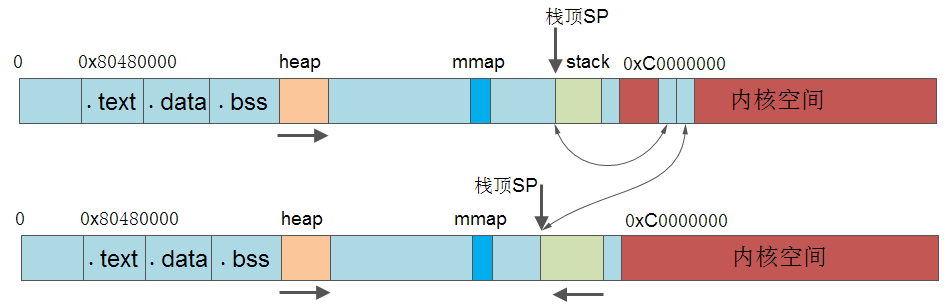 栈顶SP
0 0x80480000 heap mmap stack 0xC0000000
.text .data .bss 内核空间
栈顶SP
0 0x80480000 heap mmap 0xC0000000
.text .data .bss 内核空间